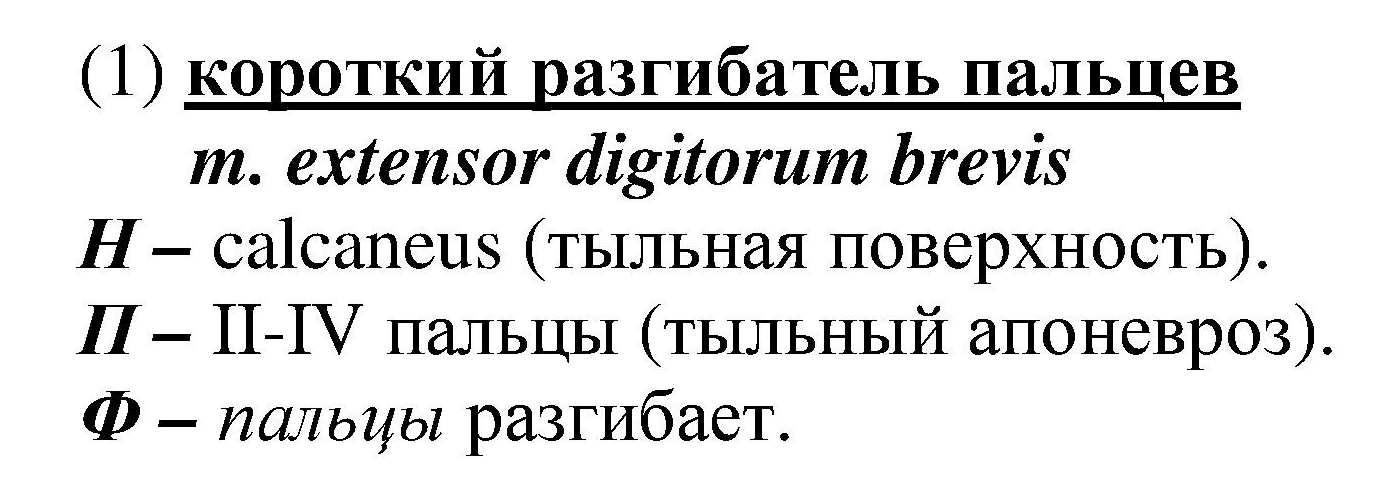 (1) короткий разгибатель пальцев
m. extensor digitorum brevis
Н – calcaneus (тыльная поверхность).
П – II-IV пальцы (тыльный апоневроз).
Ф – пальцы разгибает.